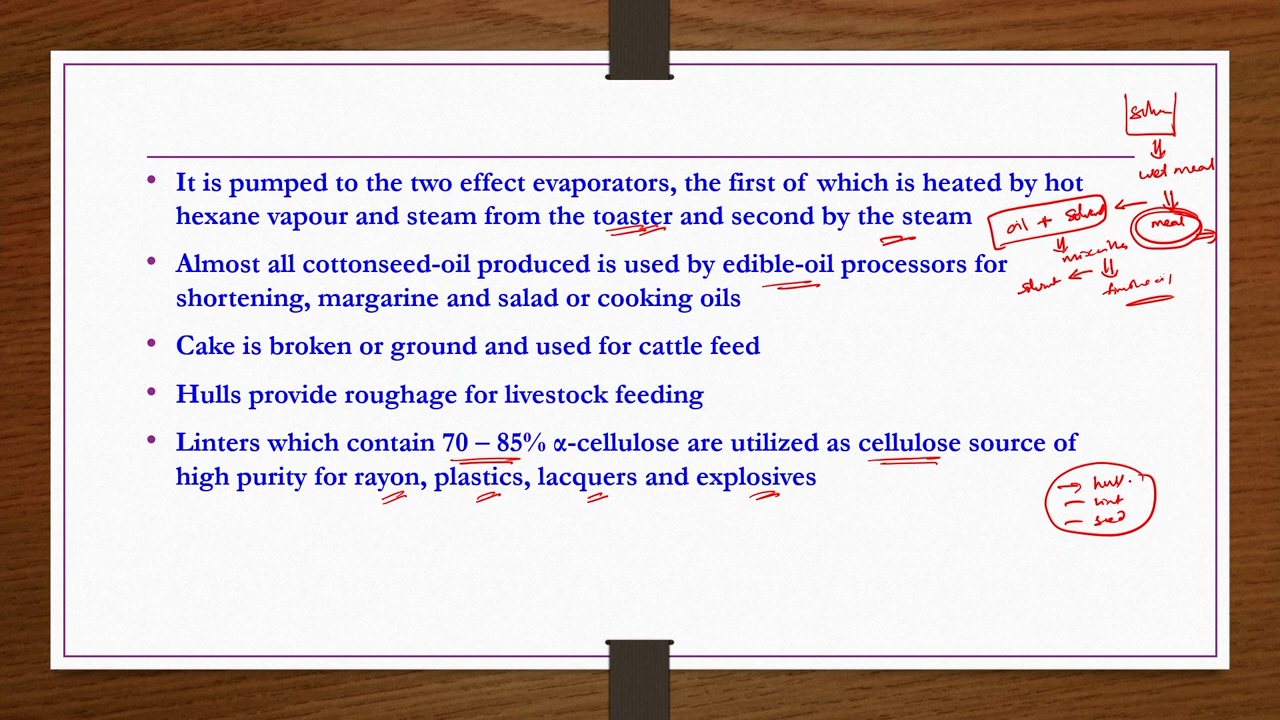 • It is pumped to the two effect evaporators, the first of which is heated by hot
hexane vapour and steam from the toaster and second by the steam
• Almost all cottonseed-oil produced is used by edible-oil processors for
shortening, margarine and salad or cooking oils
• Cake is broken or ground and used for cattle feed
• Hulls provide roughage for livestock feeding
• Linters which contain 70 – 85% α-cellulose are utilized as cellulose source of
high purity for rayon, plastics, lacquers and explosives
wet meal
oil + solvent
meal
solvent
seed